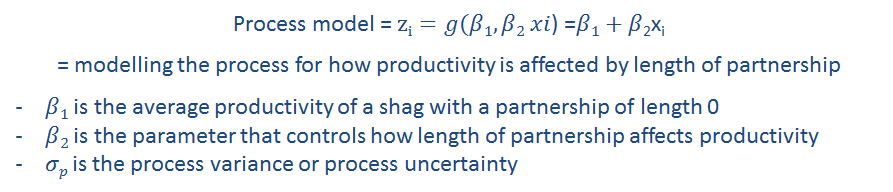 Process model = zᵢ = g(β₁,β₂ xi) =β₁ + β₂xᵢ
= modelling the process for how productivity is affected by length of partnership
- β₁ is the average productivity of a shag with a partnership of length 0
- β₂ is the parameter that controls how length of partnership affects productivity
- σₚ is the process variance or process uncertainty